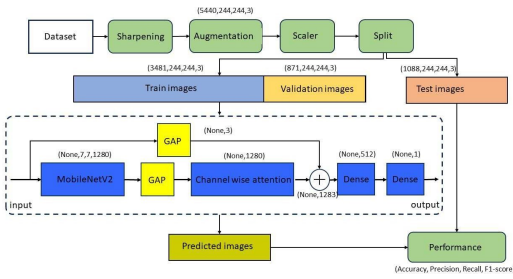 (5440,244,244,3)
Dataset
Sharpening
Augmentation
Scaler
Split
(3481,244,244,3)
(871,244,244,3)
(1088,244,244,3)
Train images
Validation images
Test images
(None,3)
GAP
(None,7,7,1280)
(None,1280)
(None,512)
(None,1)
MobileNetV2
GAP
Channel wise attention
+
Dense
Dense
(None,1283)
input
output
Predicted images
Performance
(Accuracy, Precision, Recall, F1-score